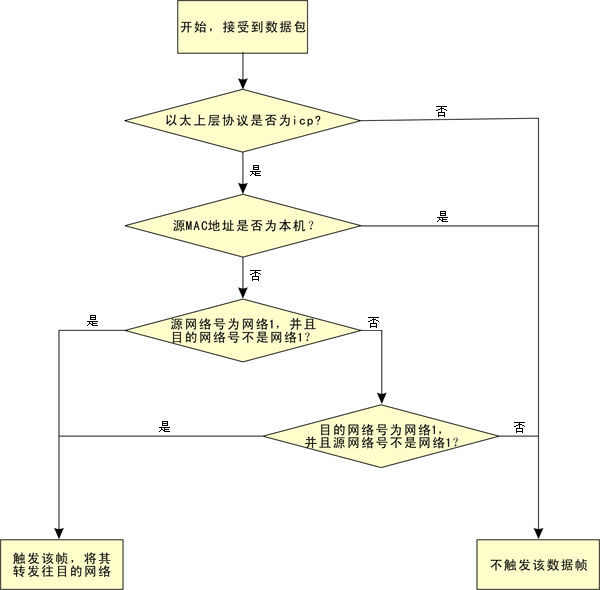 开始，接受到数据包
以太上层协议是否为icp?
否
是
源MAC地址是否为本机?
是
否
源网络号为网络1，并且
目的网络号不是网络1?
是
否
目的网络号为网络1，
并且源网络号不是网络1?
是
否
触发该帧，将其
转发往目的网络
不触发该数据帧